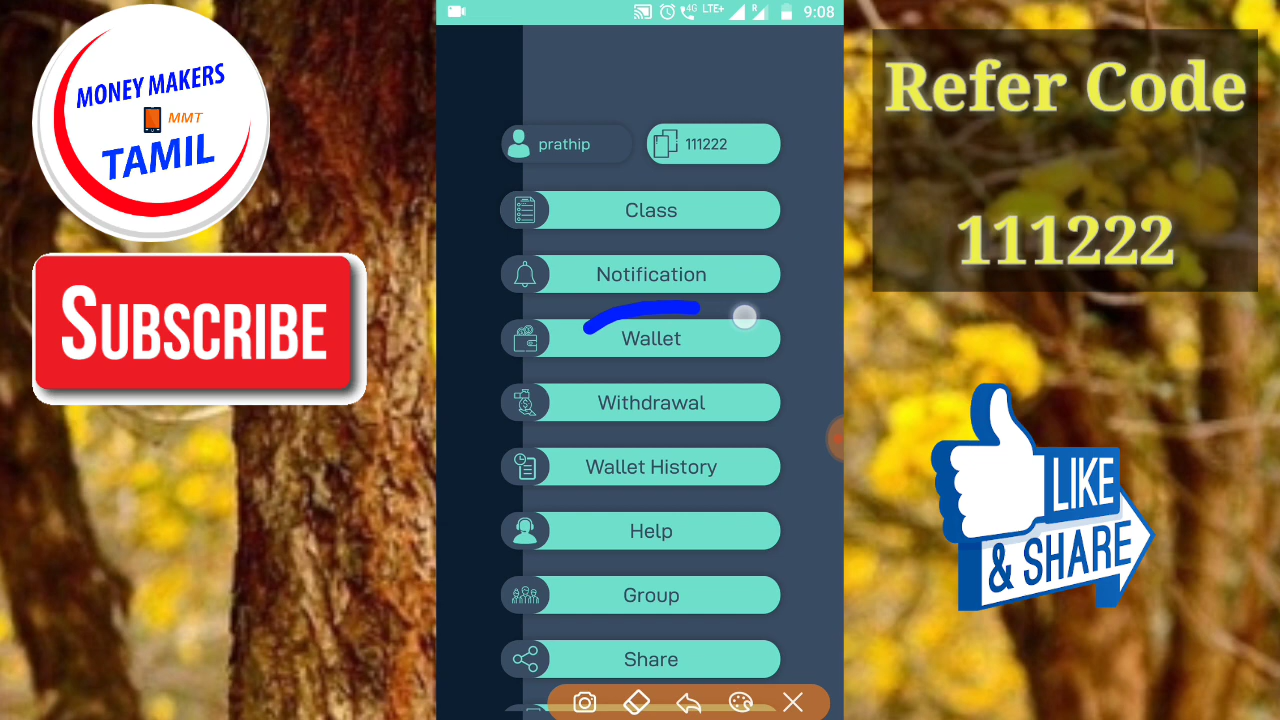 MONEY MAKERS
MMT
TAMIL
SUBSCRIBE
4G LTE+ R 9:08
prathip
111222
Class
Notification
Wallet
Withdrawal
Wallet History
Help
Group
Share
Refer Code
111222
LIKE
& SHARE